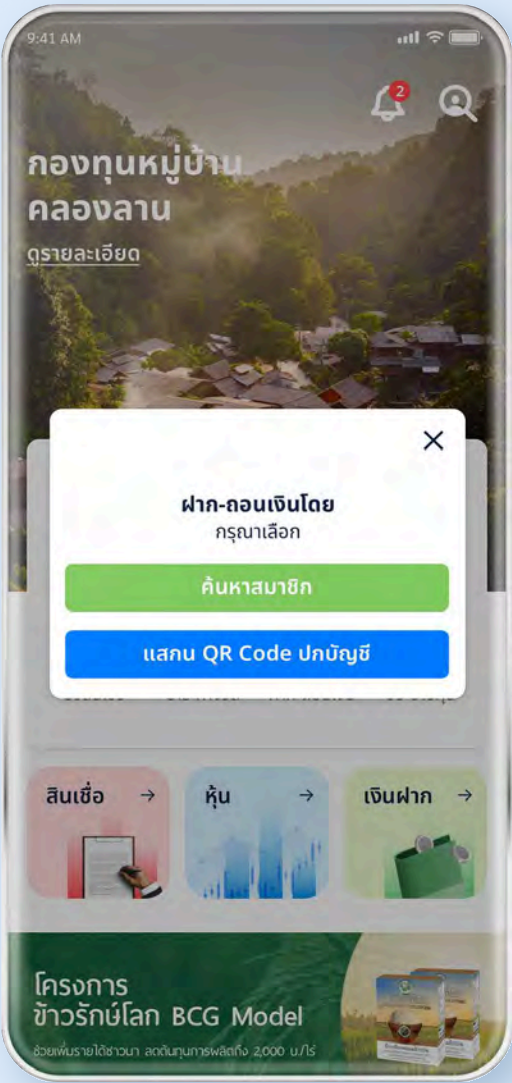 9:41 AM
2
กองทุนหมู่บ้าน
คลองลาน
ดูรายละเอียด
ฝาก-ถอนเงินโดย
กรุณาเลือก
ค้นหาสมาชิก
แสกน QR Code ปกบัญชี
สินเชื่อ →
หุ้น →
เงินฝาก →
โครงการ
ข้าวรักษ์โลก BCG Model
ช่วยเพิ่มรายได้ชาวนา ลดต้นทุนการผลิตถึง 2,000 บ./ไร่